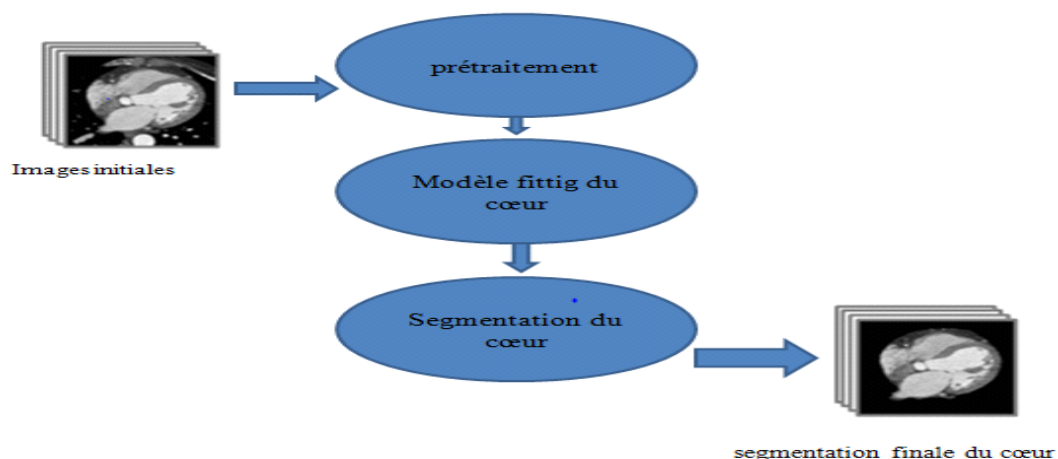 prétraitement
Images initiales
Modèle fittig du
cœur
Segmentation du
cœur
segmentation finale du cœur